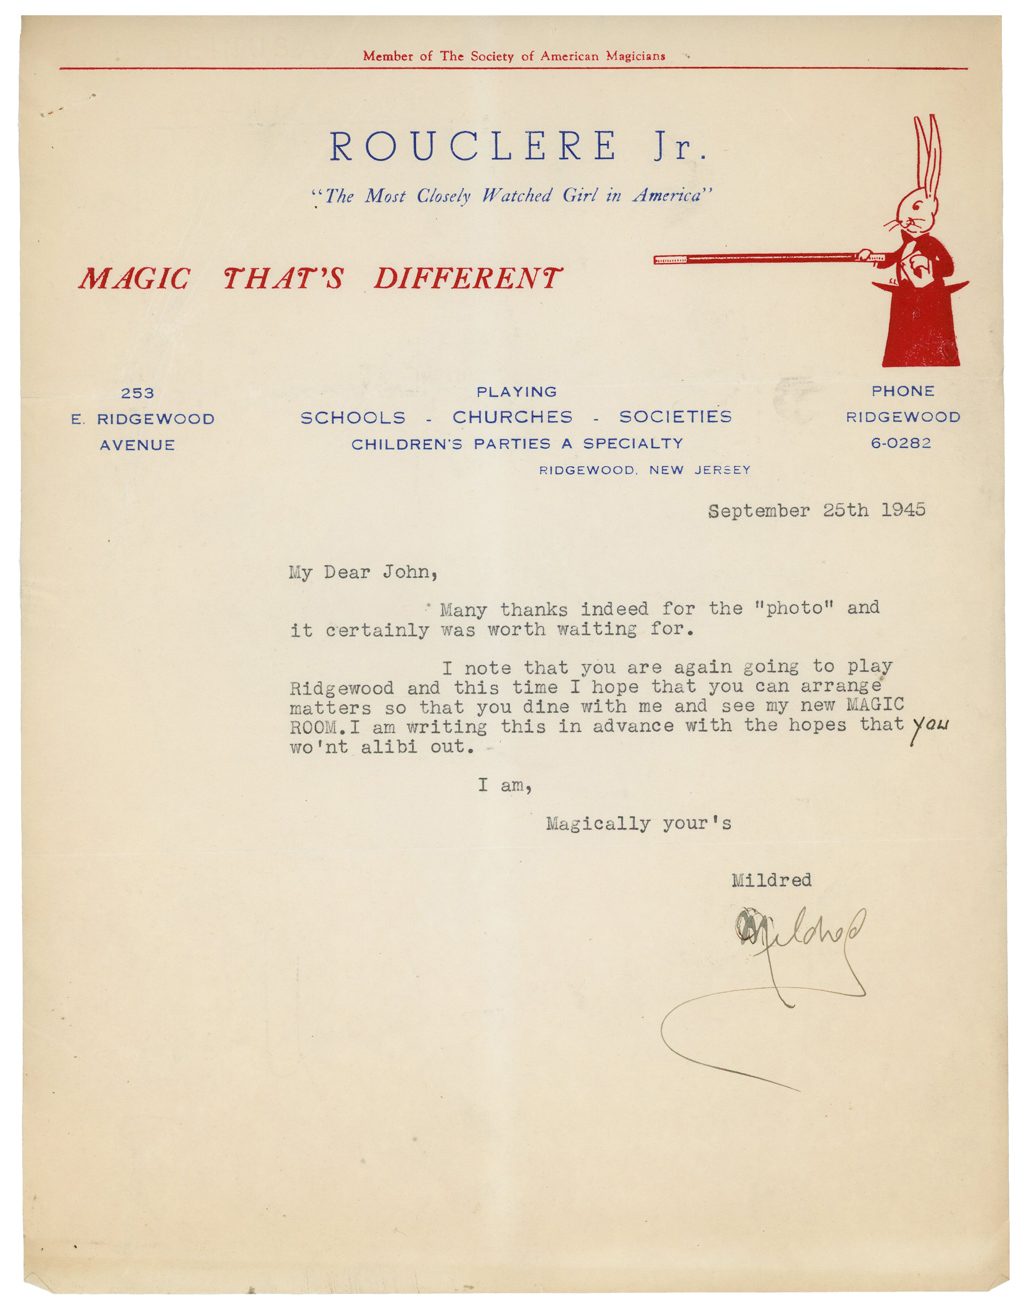 Member of The Society of American Magicians
ROUCLERE Jr.
"The Most Closely Watched Girl in America"
MAGIC THAT'S DIFFERENT
253
E. RIDGEWOOD
AVENUE
PLAYING
SCHOOLS - CHURCHES - SOCIETIES
CHILDREN'S PARTIES A SPECIALTY
RIDGEWOOD, NEW JERSEY
PHONE
RIDGEWOOD
6-0282
September 25th 1945
My Dear John,
Many thanks indeed for the "photo" and
it certainly was worth waiting for.
I note that you are again going to play
Ridgewood and this time I hope that you can arrange
matters so that you dine with me and see my new MAGIC
ROOM.I am writing this in advance with the hopes that you
wo'nt alibi out.
I am,
Magically your's
Mildred
Mildred